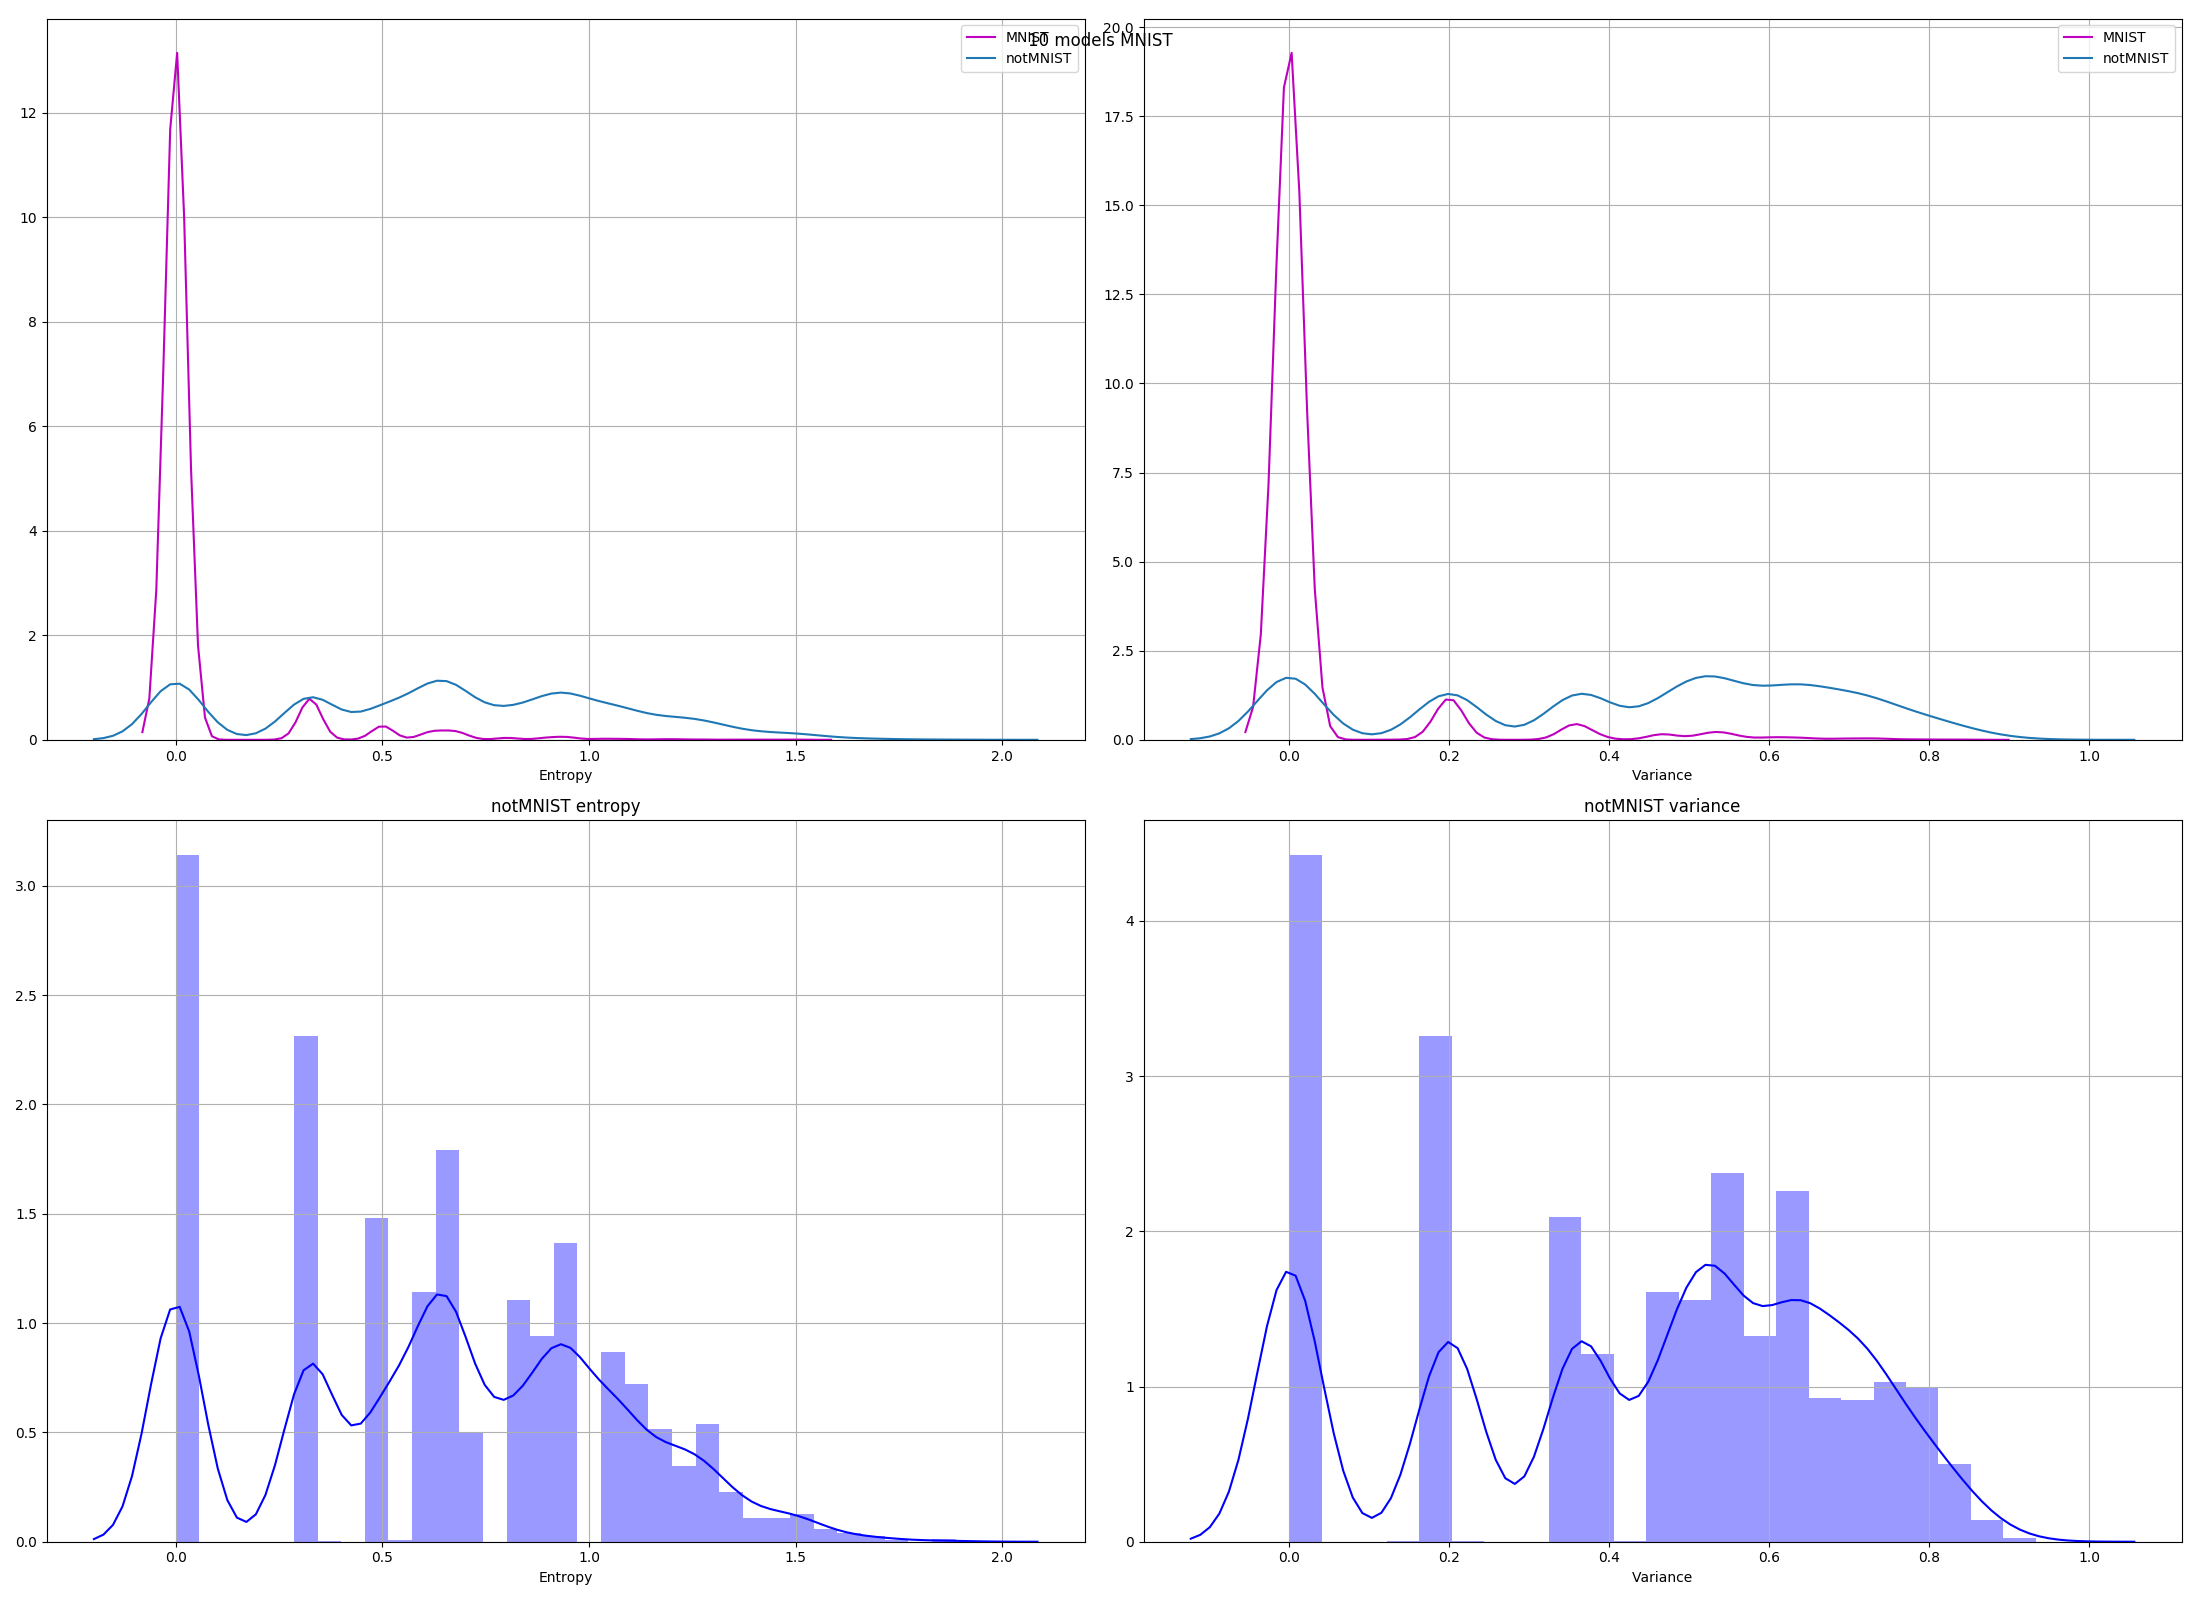 10 models MNIST
MNIST
notMNIST
12
10
8
6
4
2
0
0.0 0.5 1.0 1.5 2.0
Entropy
MNIST
notMNIST
20.0
17.5
15.0
12.5
10.0
7.5
5.0
2.5
0.0
0.0 0.2 0.4 0.6 0.8 1.0
Variance
notMNIST entropy
3.0
2.5
2.0
1.5
1.0
0.5
0.0
0.0 0.5 1.0 1.5 2.0
Entropy
notMNIST variance
4
3
2
1
0
0.0 0.2 0.4 0.6 0.8 1.0
Variance